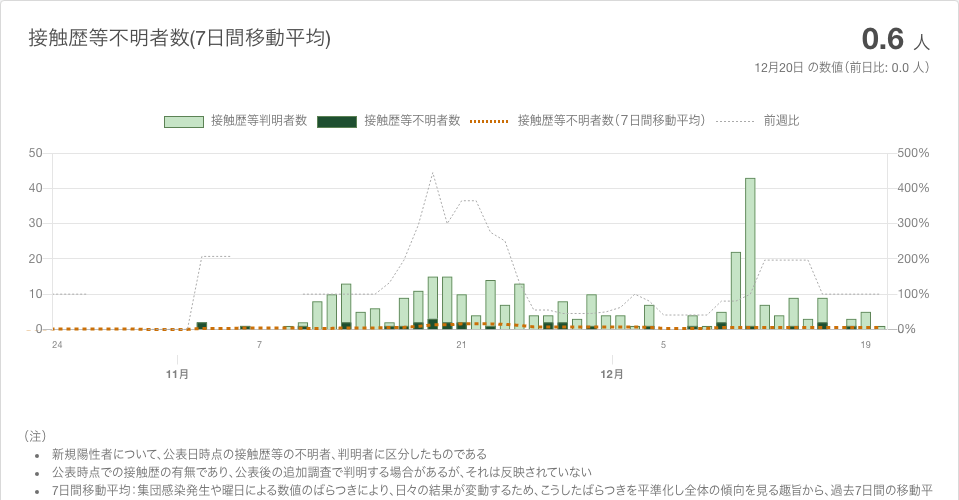 接触歴等不明者数(7日間移動平均)
0.6 人
12月20日 の数値（前日比: 0.0 人）
接触歴等判明者数 接触歴等不明者数 接触歴等不明者数（7日間移動平均） 前週比
50 500%
40 400%
30 300%
20 200%
10 100%
0 0%
24 7 21 5 19
11月 12月
（注）
• 新規陽性者について、公表日時点の接触歴等の不明者、判明者に区分したものである
• 公表時点での接触歴の有無であり、公表後の追加調査で判明する場合があるが、それは反映されていない
• 7日間移動平均：集団感染発生や曜日による数値のばらつきにより、日々の結果が変動するため、こうしたばらつきを平準化し全体の傾向を見る趣旨から、過去7日間の移動平